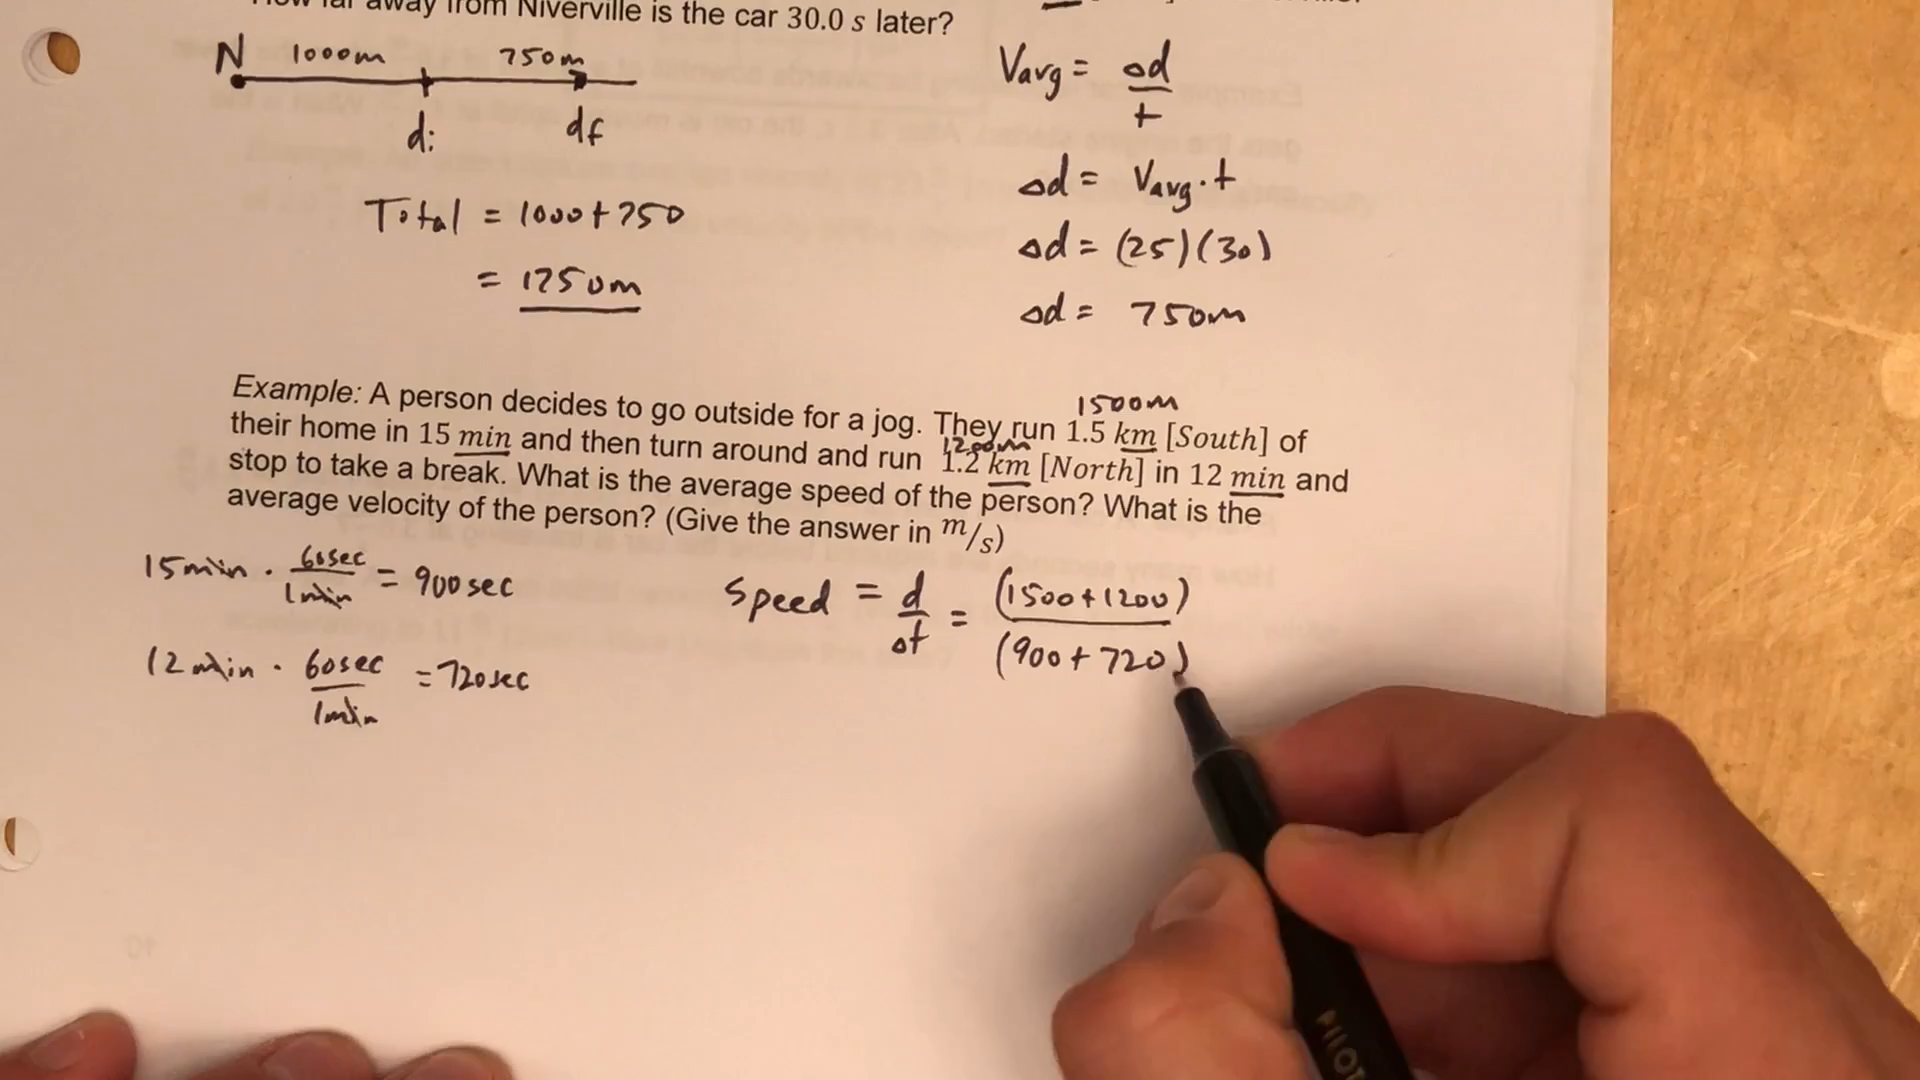 far away from Niverville is the car 30.0 s later?
N 1000m 750m
di df
Total = 1000+750
= 1750m
Vavg = Δd/t
Δd = Vavg·t
Δd = (25)(30)
Δd = 750m
1500m
Example: A person decides to go outside for a jog. They run 1.5 km [South] of
their home in 15 min and then turn around and run 1.2 km [North] in 12 min and
1200m
stop to take a break. What is the average speed of the person? What is the
average velocity of the person? (Give the answer in m/s)
15min · 60sec/1min = 900sec
12min · 60sec/1min = 720sec
Speed = d/Δt = (1500+1200)/(900+720)
PILOT